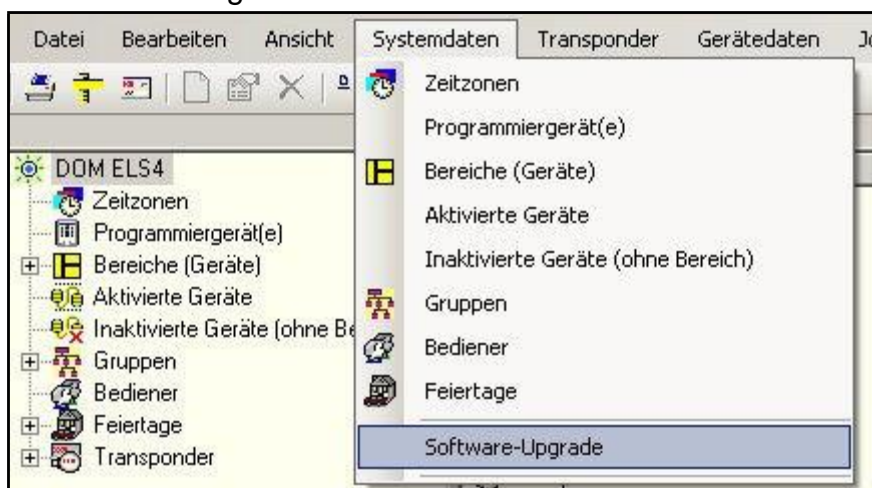 Datei Bearbeiten Ansicht Systemdaten Transponder Gerätedaten
Zeitzonen
Programmiergerät(e)
Bereiche (Geräte)
Aktivierte Geräte
Inaktivierte Geräte (ohne Bereich)
Gruppen
Bediener
Feiertage
Software-Upgrade
DOM ELS4
Zeitzonen
Programmiergerät(e)
Bereiche (Geräte)
Aktivierte Geräte
Inaktivierte Geräte (ohne Be
Gruppen
Bediener
Feiertage
Transponder